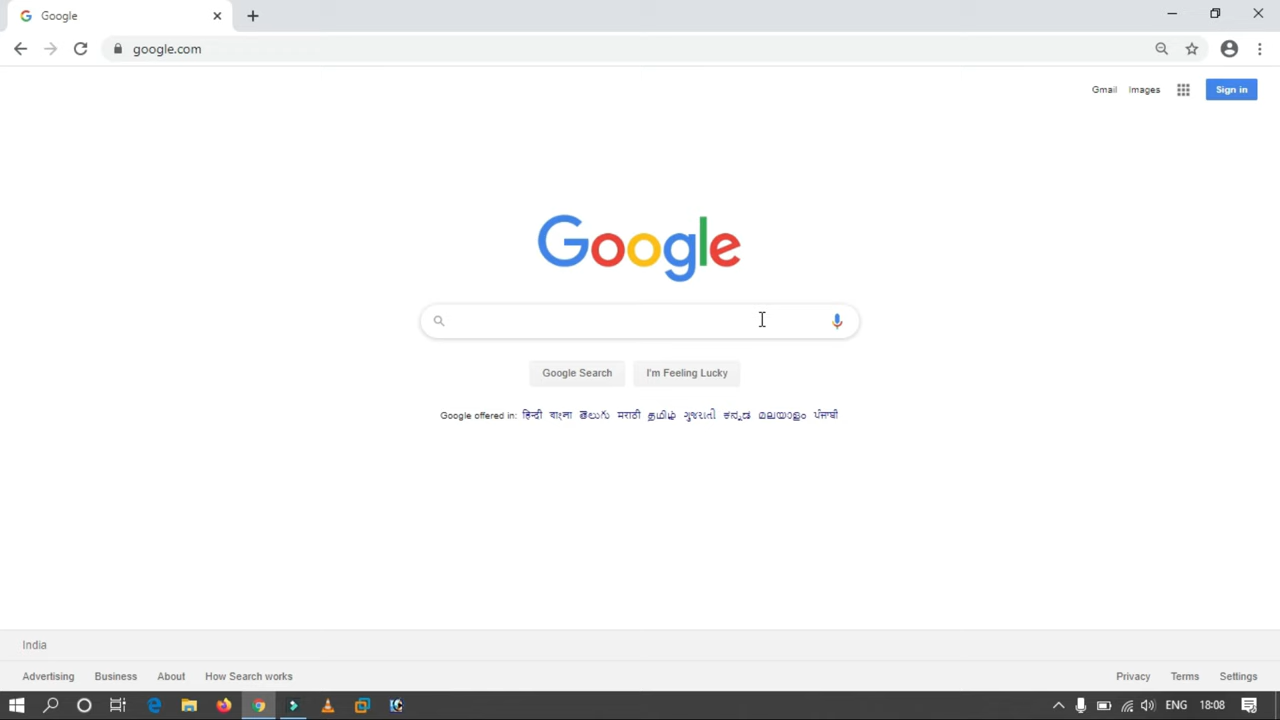 Google
google.com
Gmail Images Sign in
Google
Google Search I'm Feeling Lucky
Google offered in: हिन्दी বাংলা తెలుగు मराठी தமிழ் ગુજરાતી ಕನ್ನಡ മലയാളം ਪੰਜਾਬੀ
India
Advertising Business About How Search works Privacy Terms Settings
ENG 18:08